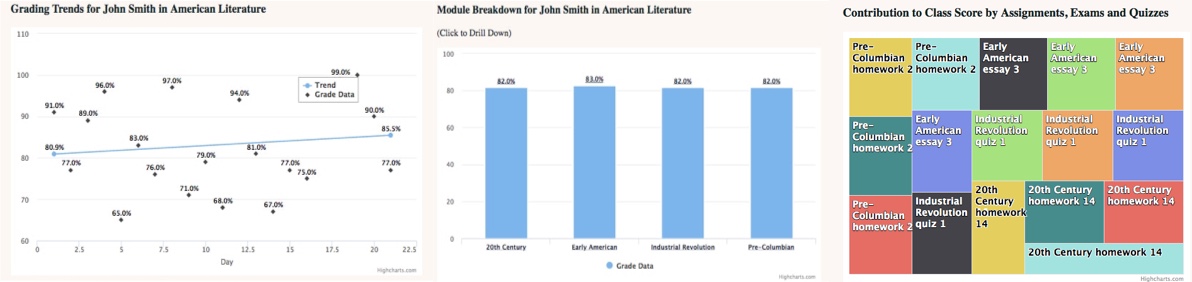 Grading Trends for John Smith in American Literature
110
100
90
80
70
60
91.0%
89.0%
96.0%
97.0%
94.0%
99.0%
90.0%
80.9%
77.0%
83.0%
76.0%
79.0%
81.0%
77.0%
75.0%
85.5%
77.0%
65.0%
71.0%
68.0%
67.0%
Trend
Grade Data
0
2.5
5
7.5
10
12.5
15
17.5
20
22.5
Day
Highcharts.com
Module Breakdown for John Smith in American Literature
(Click to Drill Down)
100
80
60
40
20
0
82.0%
83.0%
82.0%
82.0%
20th Century
Early American
Industrial Revolution
Pre-Columbian
Grade Data
Highcharts.com
Contribution to Class Score by Assignments, Exams and Quizzes
Pre-
Columbian
homework 2
Pre-
Columbian
homework 2
Early
American
essay 3
Early
American
essay 3
Early
American
essay 3
Pre-
Columbian
homework 2
Early
American
essay 3
Industrial
Revolution
quiz 1
Industrial
Revolution
quiz 1
Industrial
Revolution
quiz 1
Pre-
Columbian
homework 2
Industrial
Revolution
quiz 1
20th
Century
homework
14
20th Century
homework 14
20th Century
homework 14
20th Century homework 14
Highcharts.com